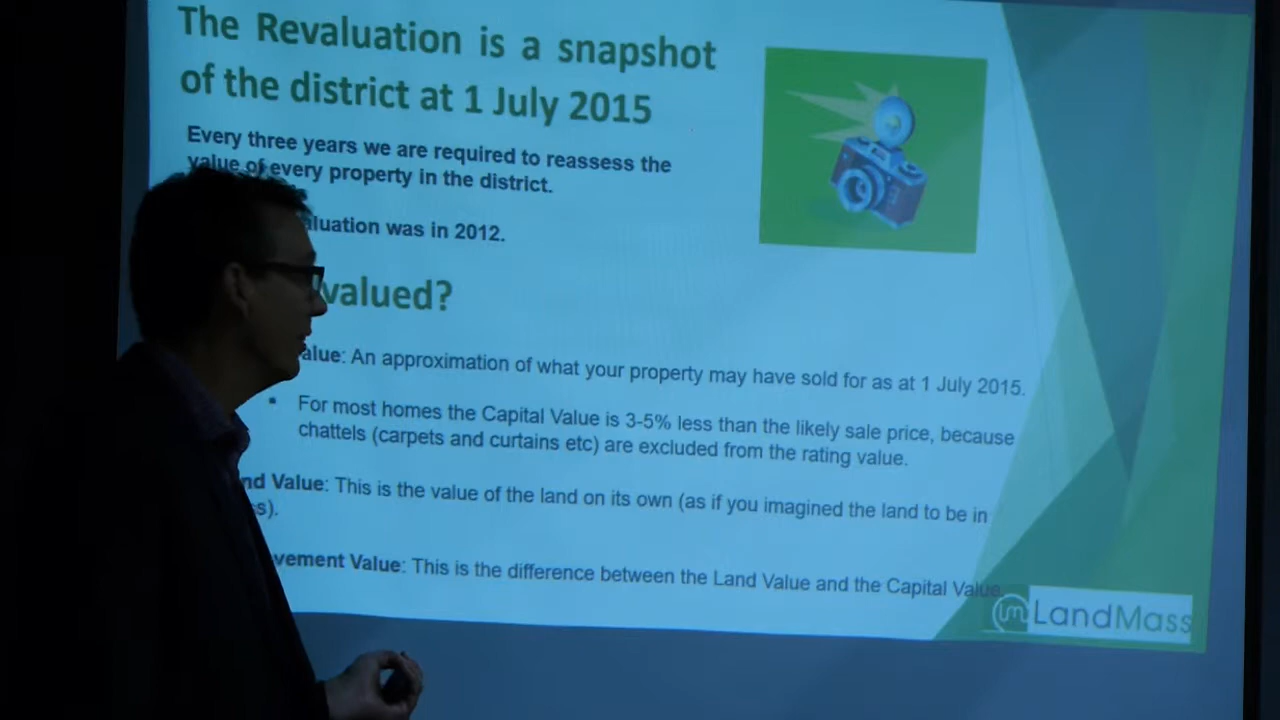 The Revaluation is a snapshot
of the district at 1 July 2015
Every three years we are required to reassess the
value of every property in the district.
aluation was in 2012.
valued?
alue: An approximation of what your property may have sold for as at 1 July 2015.
▪ For most homes the Capital Value is 3-5% less than the likely sale price, because
chattels (carpets and curtains etc) are excluded from the rating value.
nd Value: This is the value of the land on its own (as if you imagined the land to be in
s).
vement Value: This is the difference between the Land Value and the Capital Value.
lm LandMass